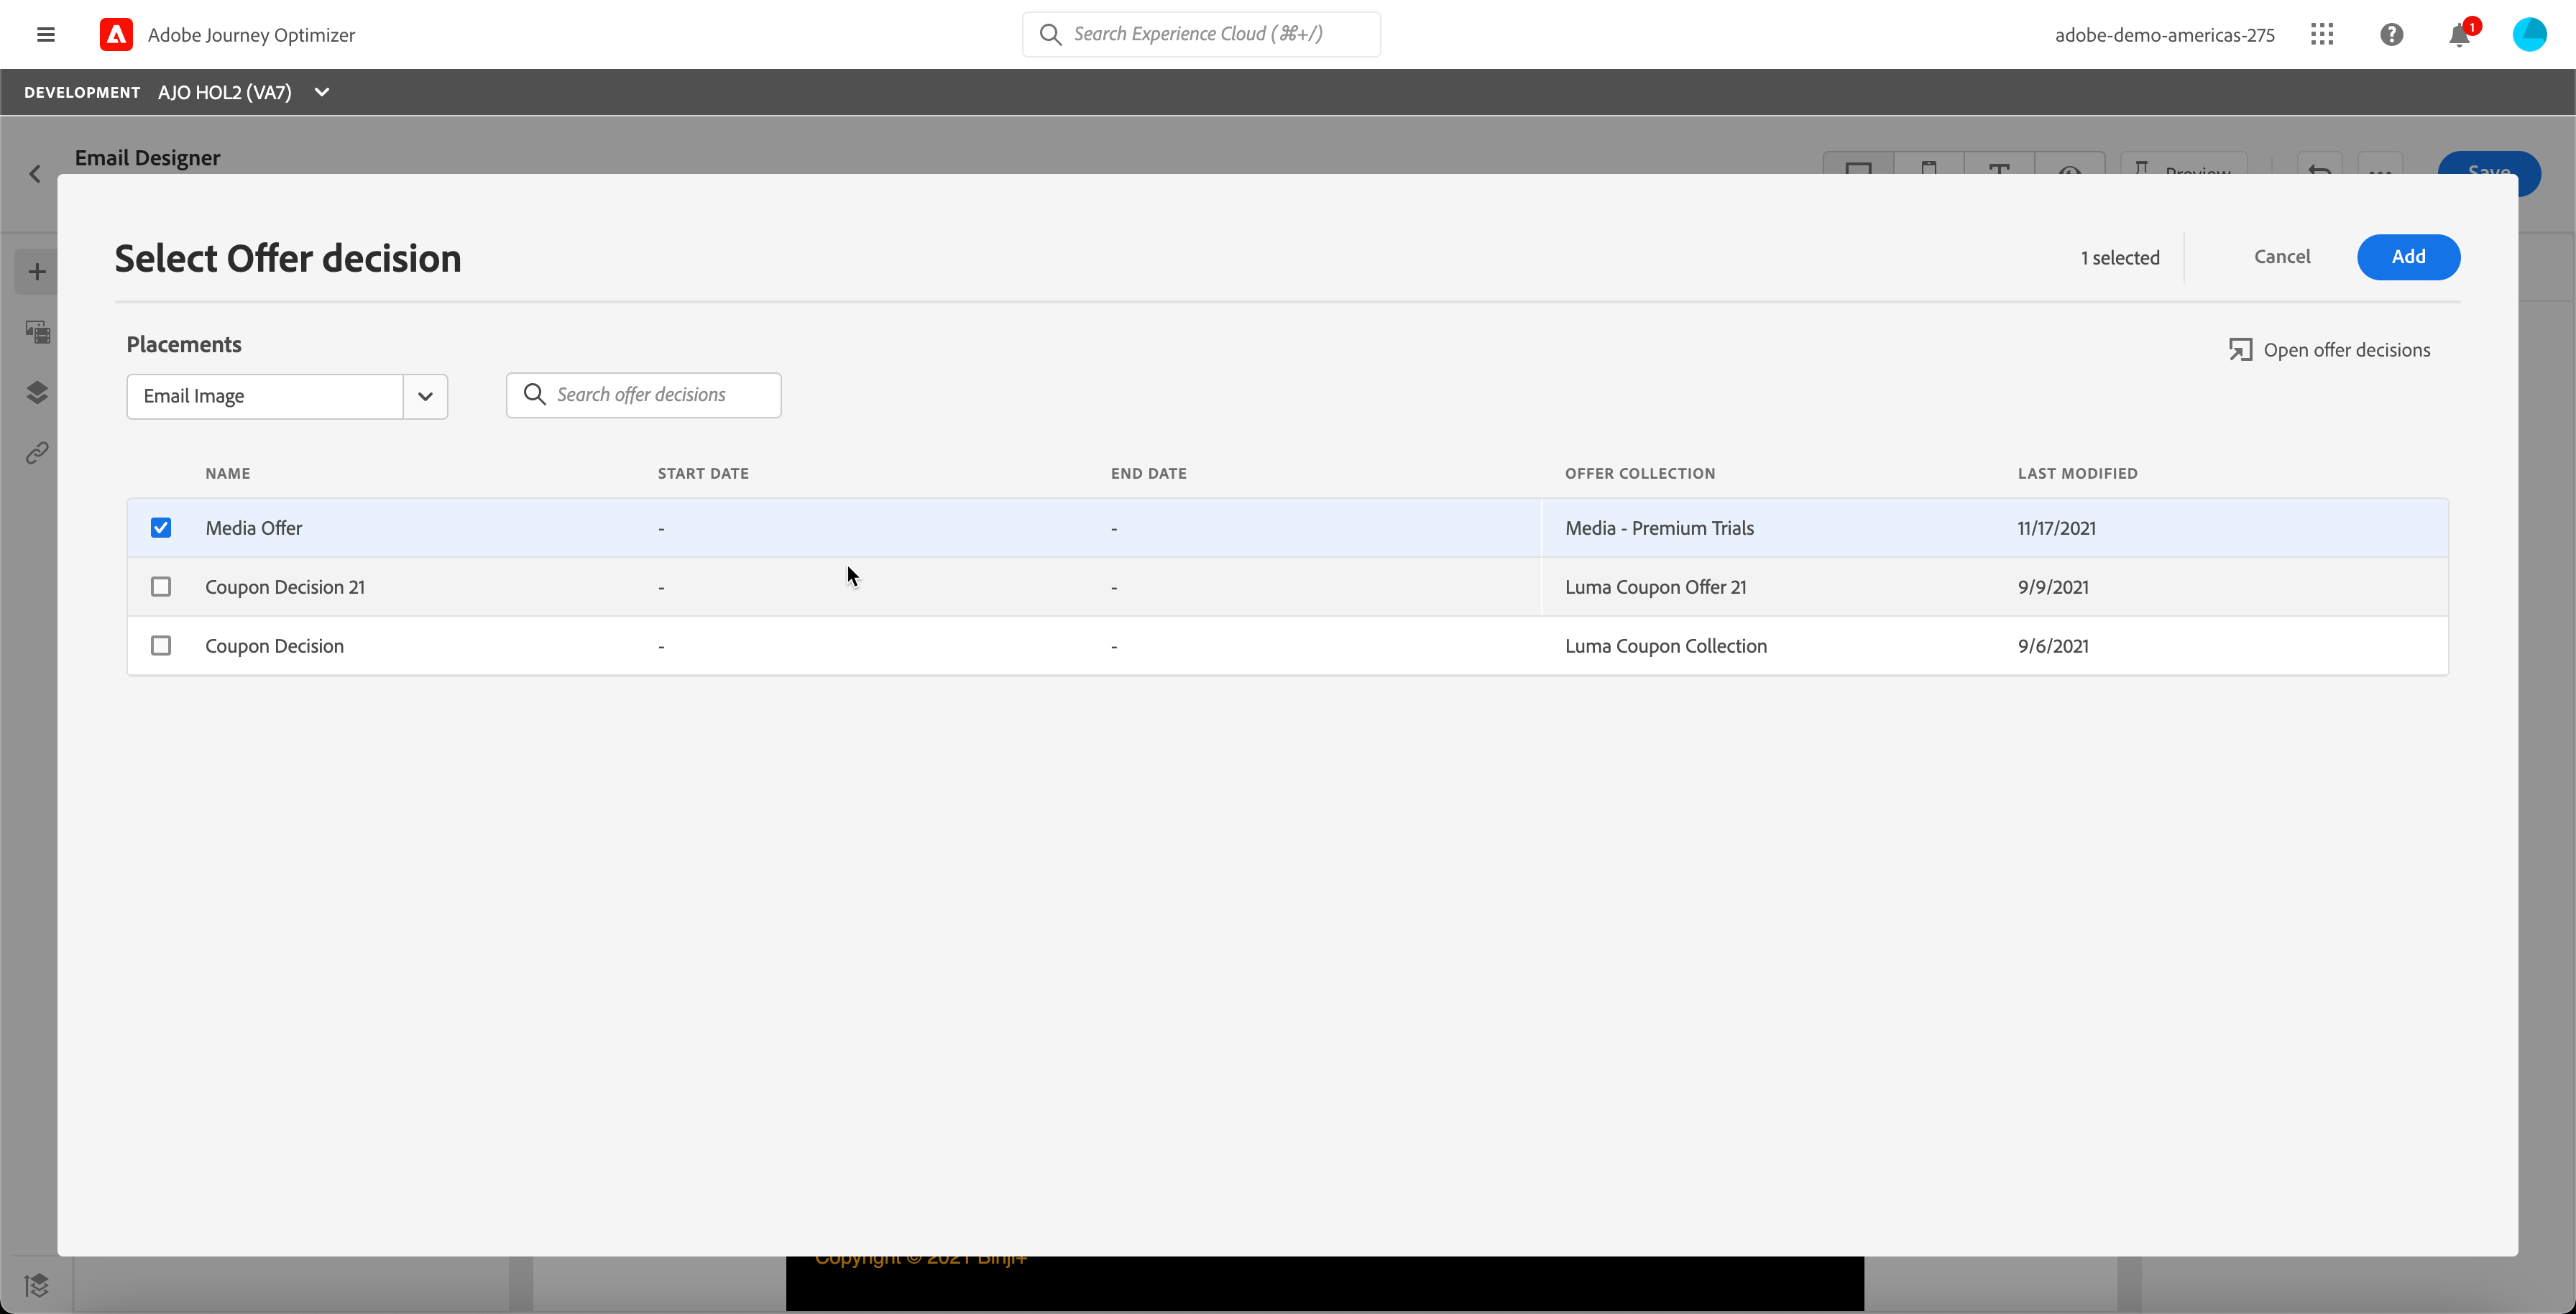 Adobe Journey Optimizer
Search Experience Cloud (⌘+/)
adobe-demo-americas-275
1
DEVELOPMENT AJO HOL2 (VA7)
Email Designer
Preview
Save
Select Offer decision
1 selected
Cancel
Add
Placements
Open offer decisions
Email Image
Search offer decisions
NAME START DATE END DATE OFFER COLLECTION LAST MODIFIED
Media Offer - - Media - Premium Trials 11/17/2021
Coupon Decision 21 - - Luma Coupon Offer 21 9/9/2021
Coupon Decision - - Luma Coupon Collection 9/6/2021
Copyright © 2021 Binji+